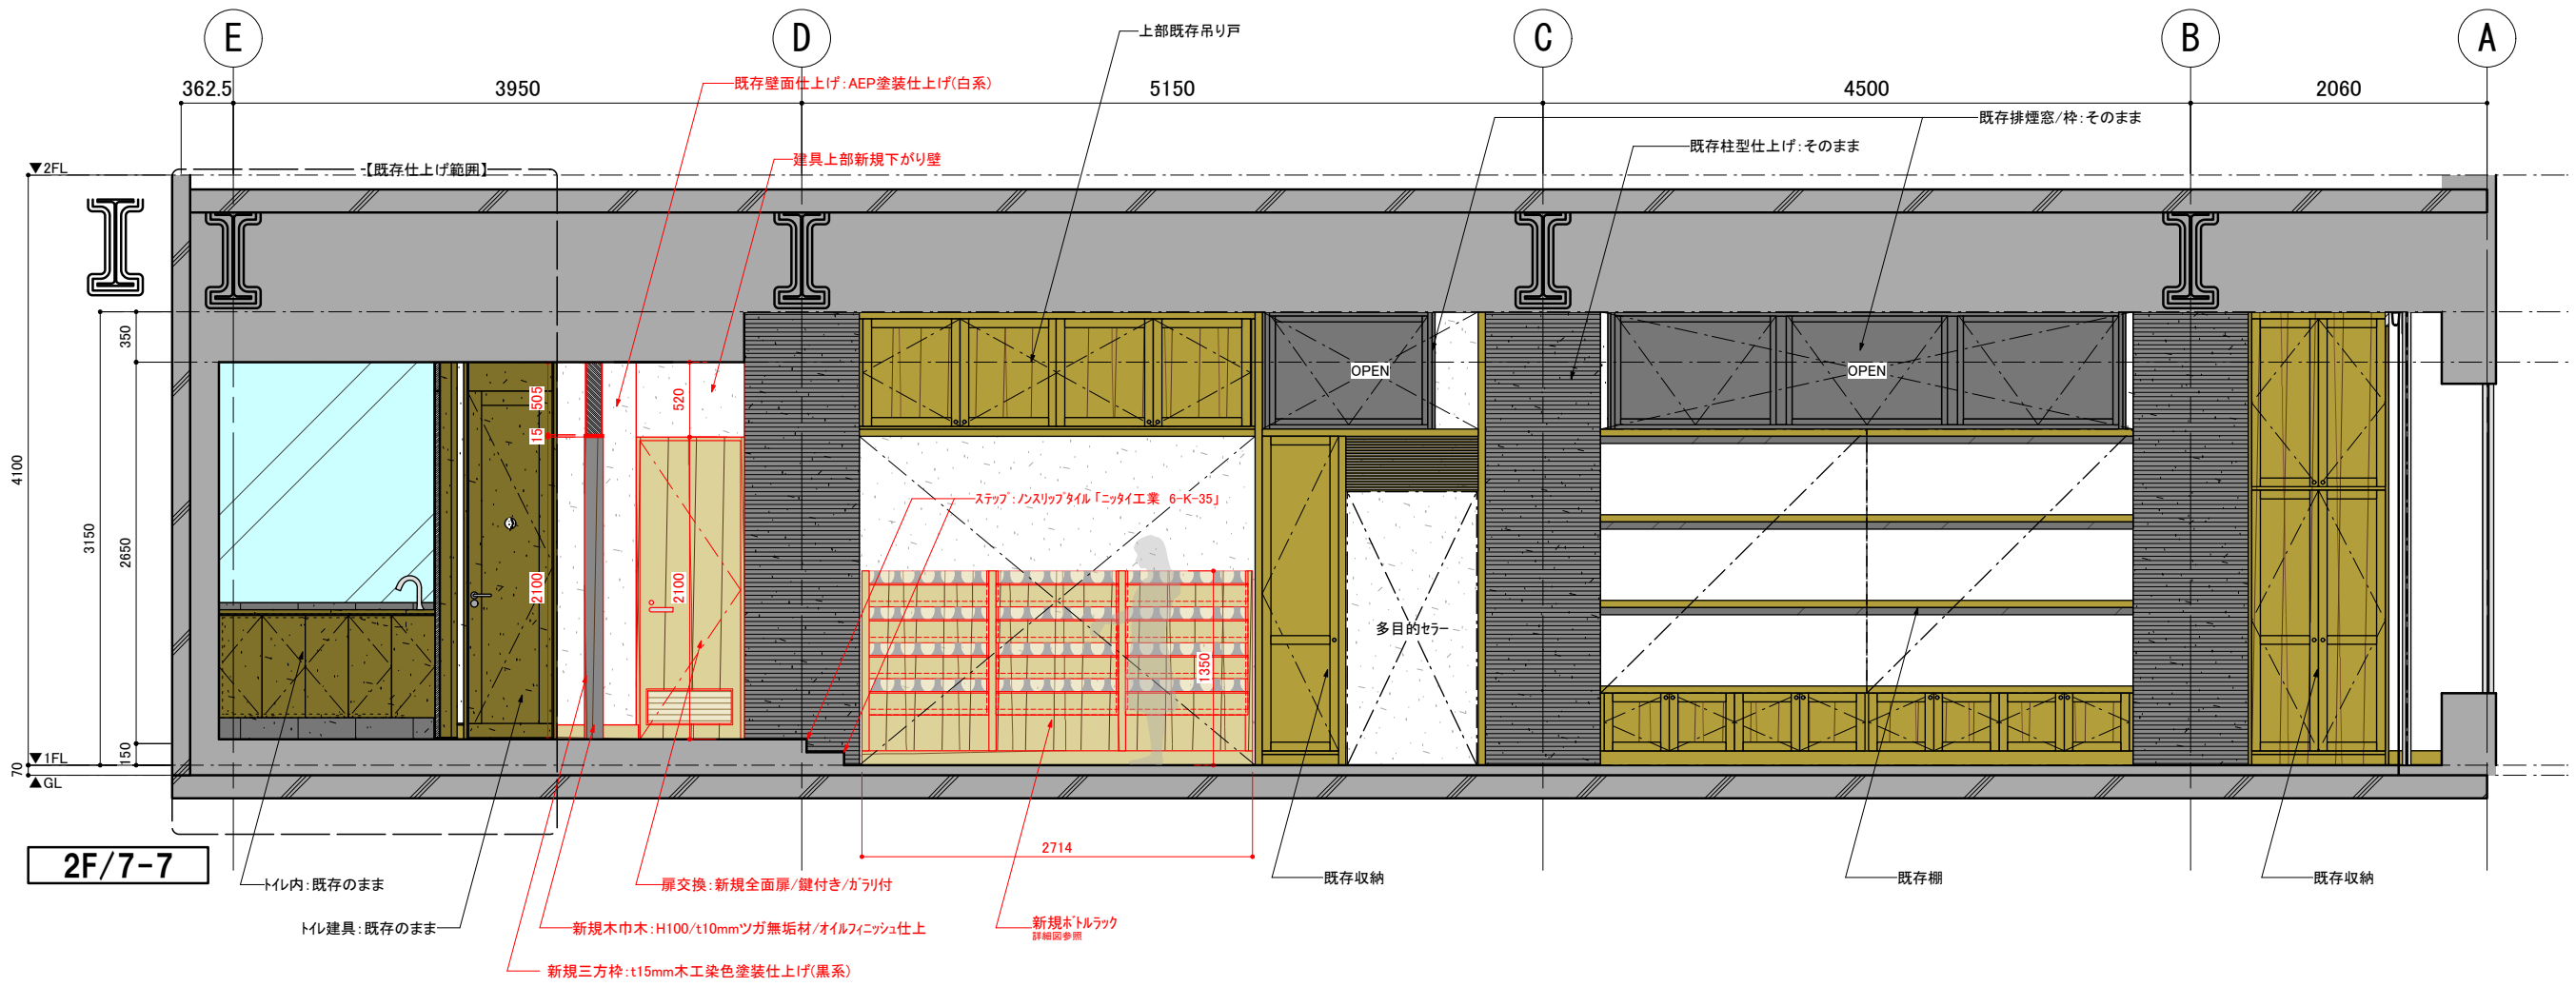 E
D
C
B
A
上部既存吊り戸
362.5
3950
5150
4500
2060
既存壁面仕上げ:AEP塗装仕上げ(白系)
既存排煙窓/枠:そのまま
既存柱型仕上げ:そのまま
建具上部新規下がり壁
▼2FL
【既存仕上げ範囲】
350
505
520
OPEN
OPEN
15
4100
3150
2650
ステップ:ノンスリップタイル「ニッタイ工業 6-K-35」
2100
2100
多目的セラー
1350
150
▼1FL
70
▲GL
2714
2F/7-7
トイレ内:既存のまま
扉交換:新規全面扉/鍵付き/ガラリ付
既存収納
既存棚
既存収納
トイレ建具:既存のまま
新規木巾木:H100/t10mmツガ無垢材/オイルフィニッシュ仕上
新規ボトルラック
詳細図参照
新規三方枠:t15mm木工染色塗装仕上げ(黒系)